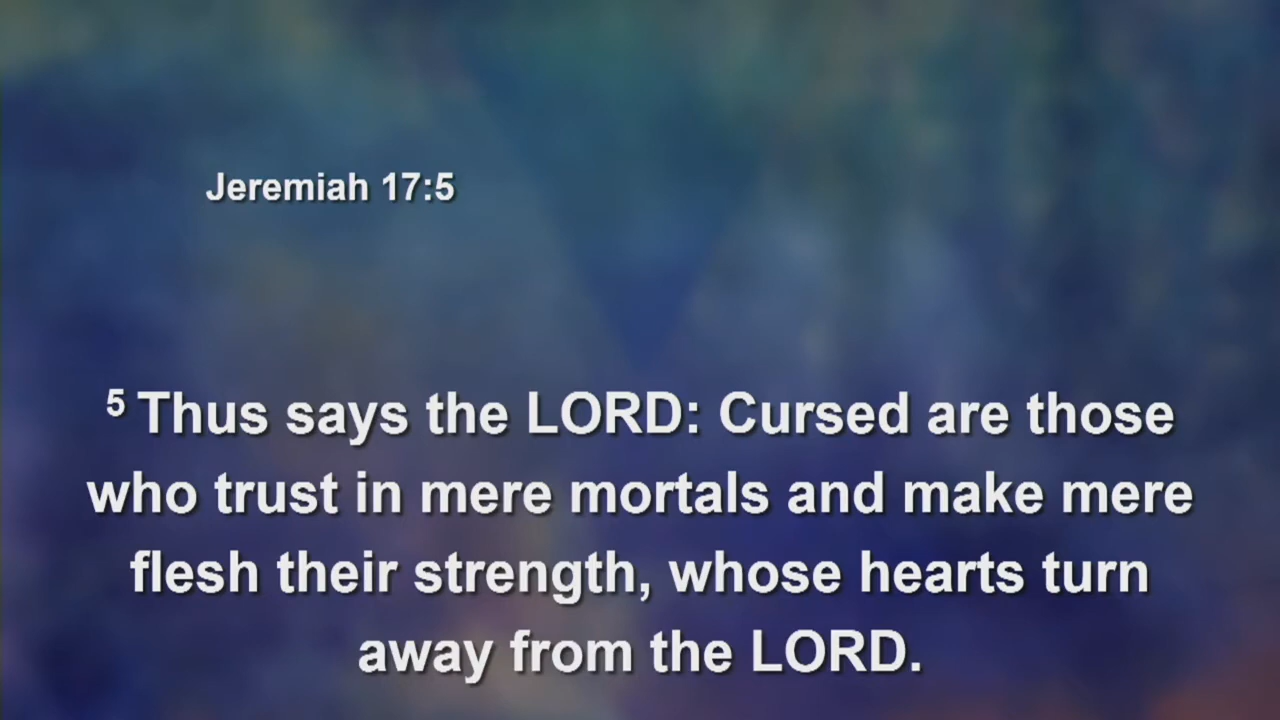 Jeremiah 17:5
5 Thus says the LORD: Cursed are those
who trust in mere mortals and make mere
flesh their strength, whose hearts turn
away from the LORD.